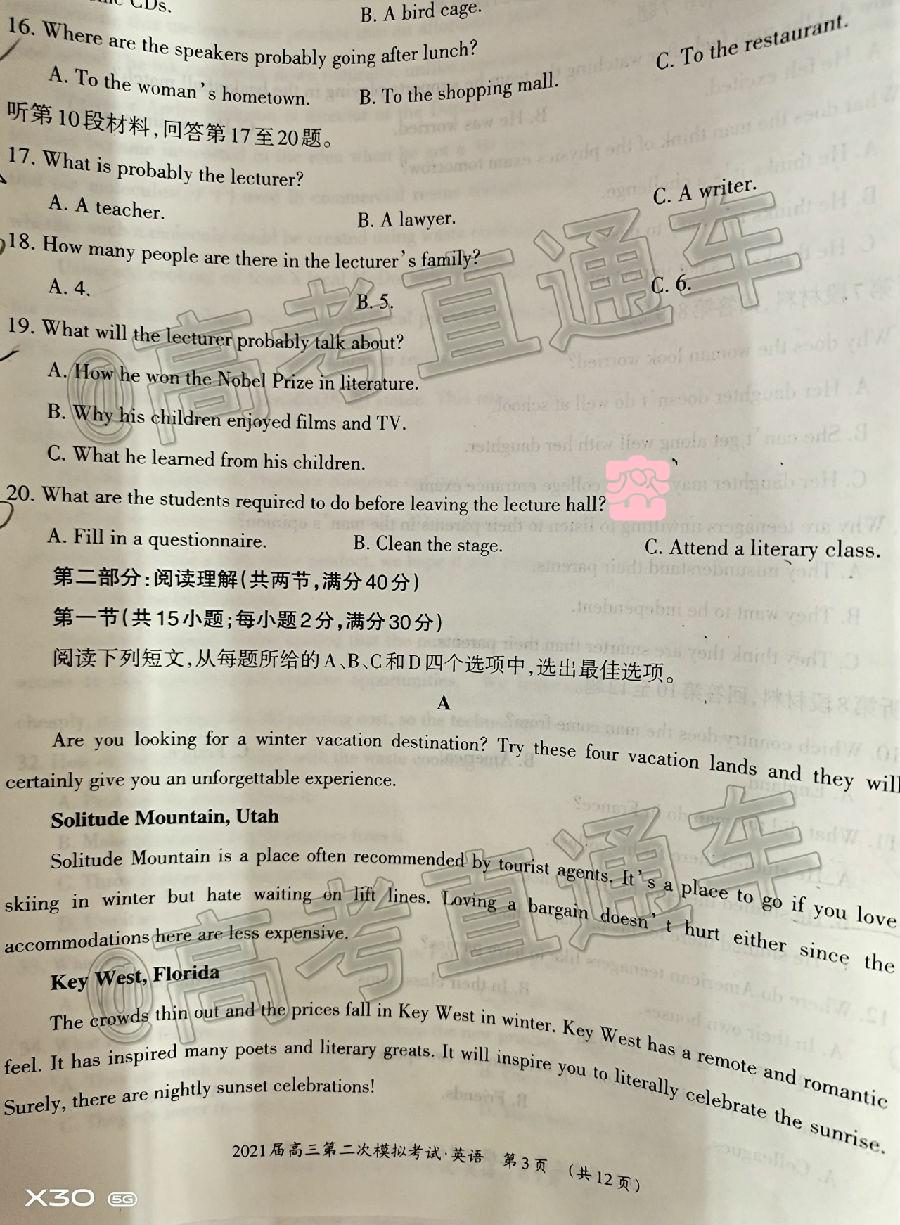 CDs.
B. A bird cage.
16. Where are the speakers probably going after lunch?
A. To the woman's hometown. B. To the shopping mall. C. To the restaurant.
听第10段材料,回答第17至20题。
17. What is probably the lecturer?
A. A teacher. B. A lawyer. C. A writer.
18. How many people are there in the lecturer's family?
A. 4. B. 5. C. 6.
19. What will the lecturer probably talk about?
A. How he won the Nobel Prize in literature.
B. Why his children enjoyed films and TV.
C. What he learned from his children.
20. What are the students required to do before leaving the lecture hall?
A. Fill in a questionnaire. B. Clean the stage. C. Attend a literary class.
第二部分:阅读理解(共两节,满分40分)
第一节(共15小题;每小题2分,满分30分)
阅读下列短文,从每题所给的A、B、C和D四个选项中,选出最佳选项。
A
Are you looking for a winter vacation destination? Try these four vacation lands and they will
certainly give you an unforgettable experience.
Solitude Mountain, Utah
Solitude Mountain is a place often recommended by tourist agents. It's a place to go if you love
skiing in winter but hate waiting on lift lines. Loving a bargain doesn't hurt either since the
accommodations here are less expensive.
Key West, Florida
The crowds thin out and the prices fall in Key West in winter. Key West has a remote and romantic
feel. It has inspired many poets and literary greats. It will inspire you to literally celebrate the sunrise.
Surely, there are nightly sunset celebrations!
2021届高三第二次模拟考试·英语 第3页 (共12页)
@高考直通车
@高考直通车
X30 5G